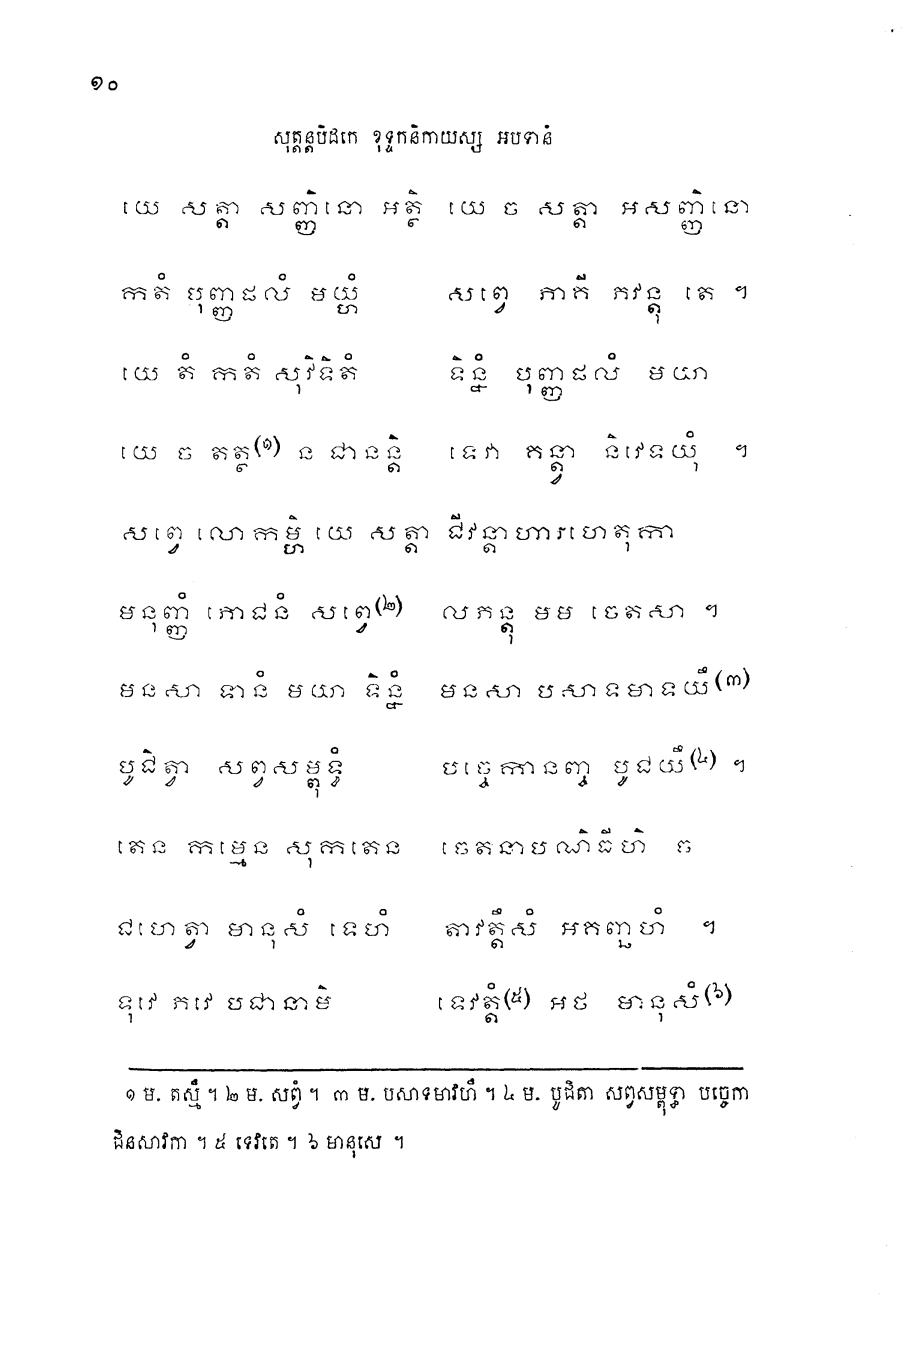 ១០
សុត្តន្តបិដកេ ខុទ្ទកនិកាយស្ស អបទានំ
យេ សត្តា សញ្ញិនោ អត្ថិ យេ ច សត្តា អសញ្ញិនោ
កតំ បុញ្ញផលំ មយ្ហំ សព្វេ ភាគី ភវន្តុ តេ ។
យេ តំ កតំ សុវិទិតំ ទិន្នំ បុញ្ញផលំ មយា
យេ ច តត្ថ(១) ន ជានន្តិ ទេវា គន្ត្វា និវេទយុំ ។
សព្វេ លោកម្ហិ យេ សត្តា ជីវន្តាហារហេតុកា
មនុញ្ញំ ភោជនំ សព្វេ(២) លភន្តុ មម ចេតសា ។
មនសា ទានំ មយា ទិន្នំ មនសា បសាទមាទយឹ(៣)
បូជិត្វា សព្វសម្ពុទ្ធំ បច្ចេកានញ្ច បូជយឹ(៤) ។
តេន កម្មេន សុកតេន ចេតនាបណិធីហិ ច
ជហេត្វា មានុសំ ទេហំ តាវត្តឹសំ អគញ្ឆហំ ។
ទុវេ ភវេ បជានាមិ ទេវត្តំ(៥) អថ មានុសំ(៦)
១ ម. តស្មឹ ។ ២ ម. សព្វំ ។ ៣ ម. បសាទមាវហឹ ។ ៤ ម. បូជិតា សព្វសម្ពុទ្ធា បច្ចេកា
ជិនសាវកា ។ ៥ ទេវតេ ។ ៦ មានុសេ ។